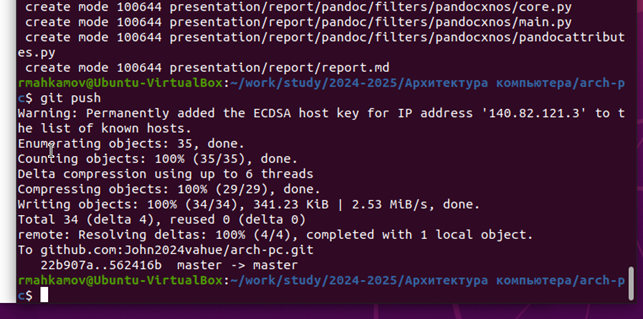 create mode 100644 presentation/report/pandoc/filters/pandocxnos/core.py
create mode 100644 presentation/report/pandoc/filters/pandocxnos/main.py
create mode 100644 presentation/report/pandoc/filters/pandocxnos/pandocattribut
es.py
create mode 100644 presentation/report/report.md
rmahkamov@Ubuntu-VirtualBox:~/work/study/2024-2025/Архитектура компьютера/arch-p
c$ git push
Warning: Permanently added the ECDSA host key for IP address '140.82.121.3' to t
he list of known hosts.
Enumerating objects: 35, done.
Counting objects: 100% (35/35), done.
Delta compression using up to 6 threads
Compressing objects: 100% (29/29), done.
Writing objects: 100% (34/34), 341.23 KiB | 2.53 MiB/s, done.
Total 34 (delta 4), reused 0 (delta 0)
remote: Resolving deltas: 100% (4/4), completed with 1 local object.
To github.com:John2024vahue/arch-pc.git
22b907a..562416b  master -> master
rmahkamov@Ubuntu-VirtualBox:~/work/study/2024-2025/Архитектура компьютера/arch-p
c$